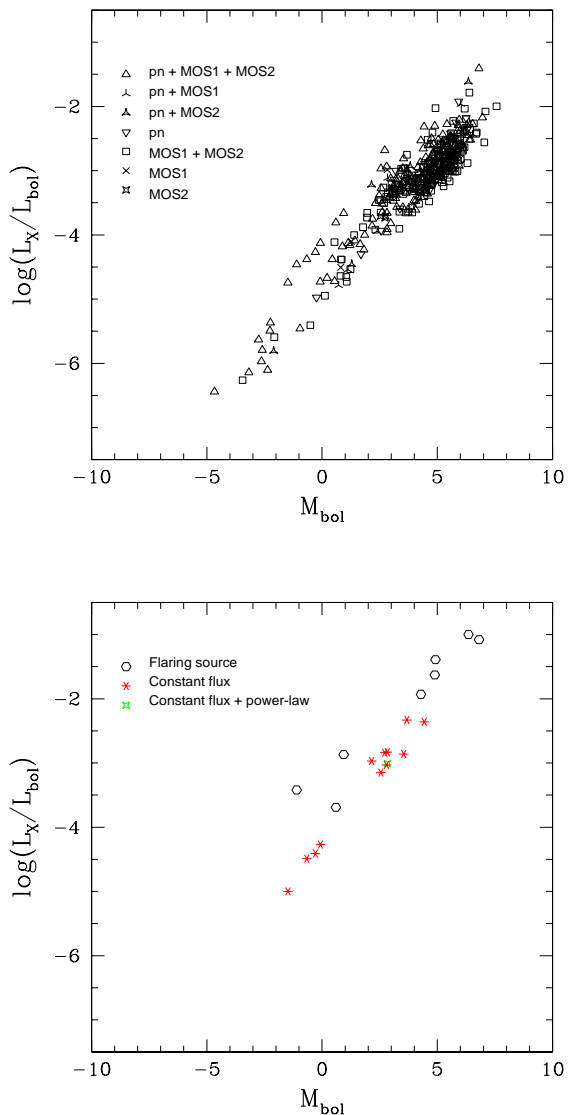 pn + MOS1 + MOS2
pn + MOS1
pn + MOS2
pn
MOS1 + MOS2
MOS1
MOS2
−2
−4
−6
log(L_X/L_bol)
−10 −5 0 5 10
M_bol
Flaring source
Constant flux
Constant flux + power-law
−2
−4
−6
log(L_X/L_bol)
−10 −5 0 5 10
M_bol